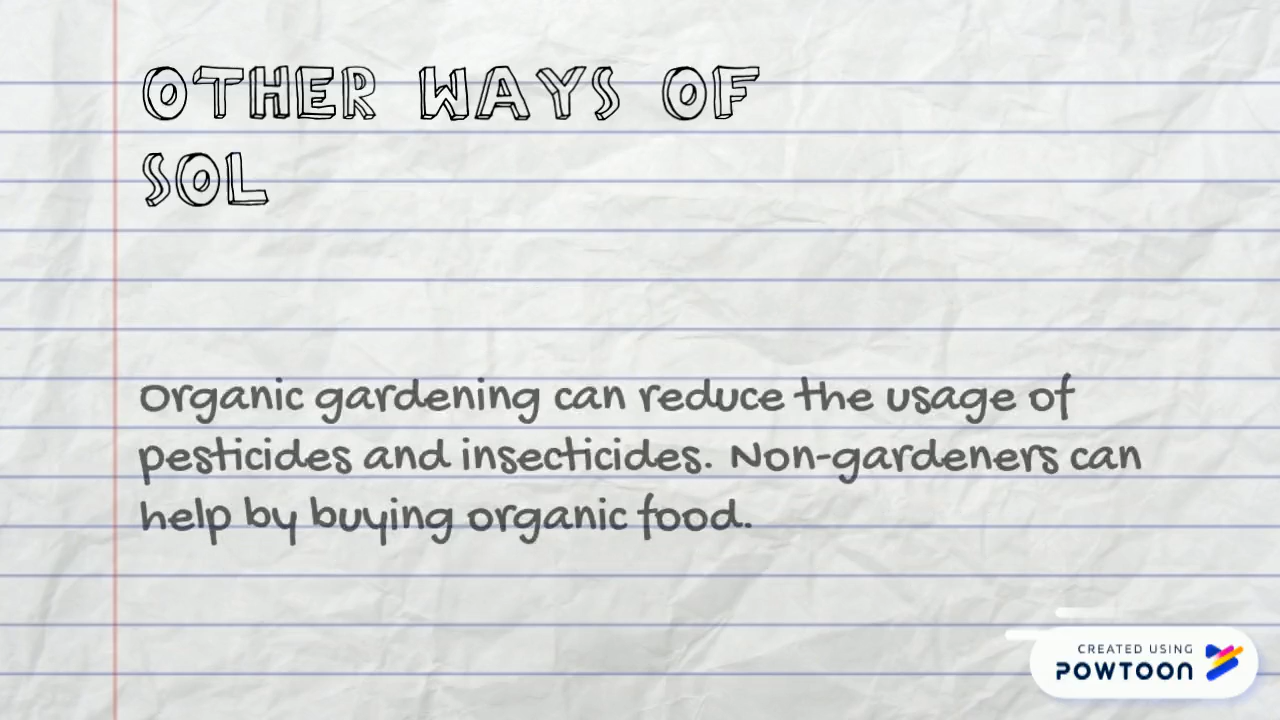 OTHER WAYS OF
SOL
Organic gardening can reduce the usage of
pesticides and insecticides. Non-gardeners can
help by buying organic food.
CREATED USING
POWTOON